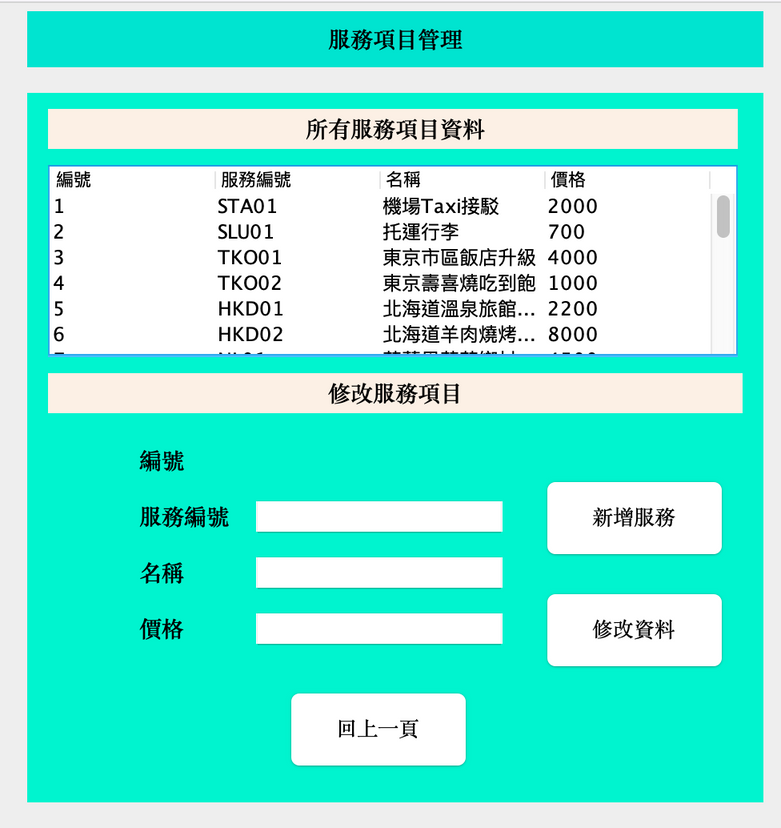 服務項目管理
所有服務項目資料
編號 服務編號 名稱 價格
1 STA01 機場Taxi接駁 2000
2 SLU01 托運行李 700
3 TKO01 東京市區飯店升級 4000
4 TKO02 東京壽喜燒吃到飽 1000
5 HKD01 北海道溫泉旅館... 2200
6 HKD02 北海道羊肉燒烤... 8000
修改服務項目
編號
服務編號
新增服務
名稱
價格
修改資料
回上一頁